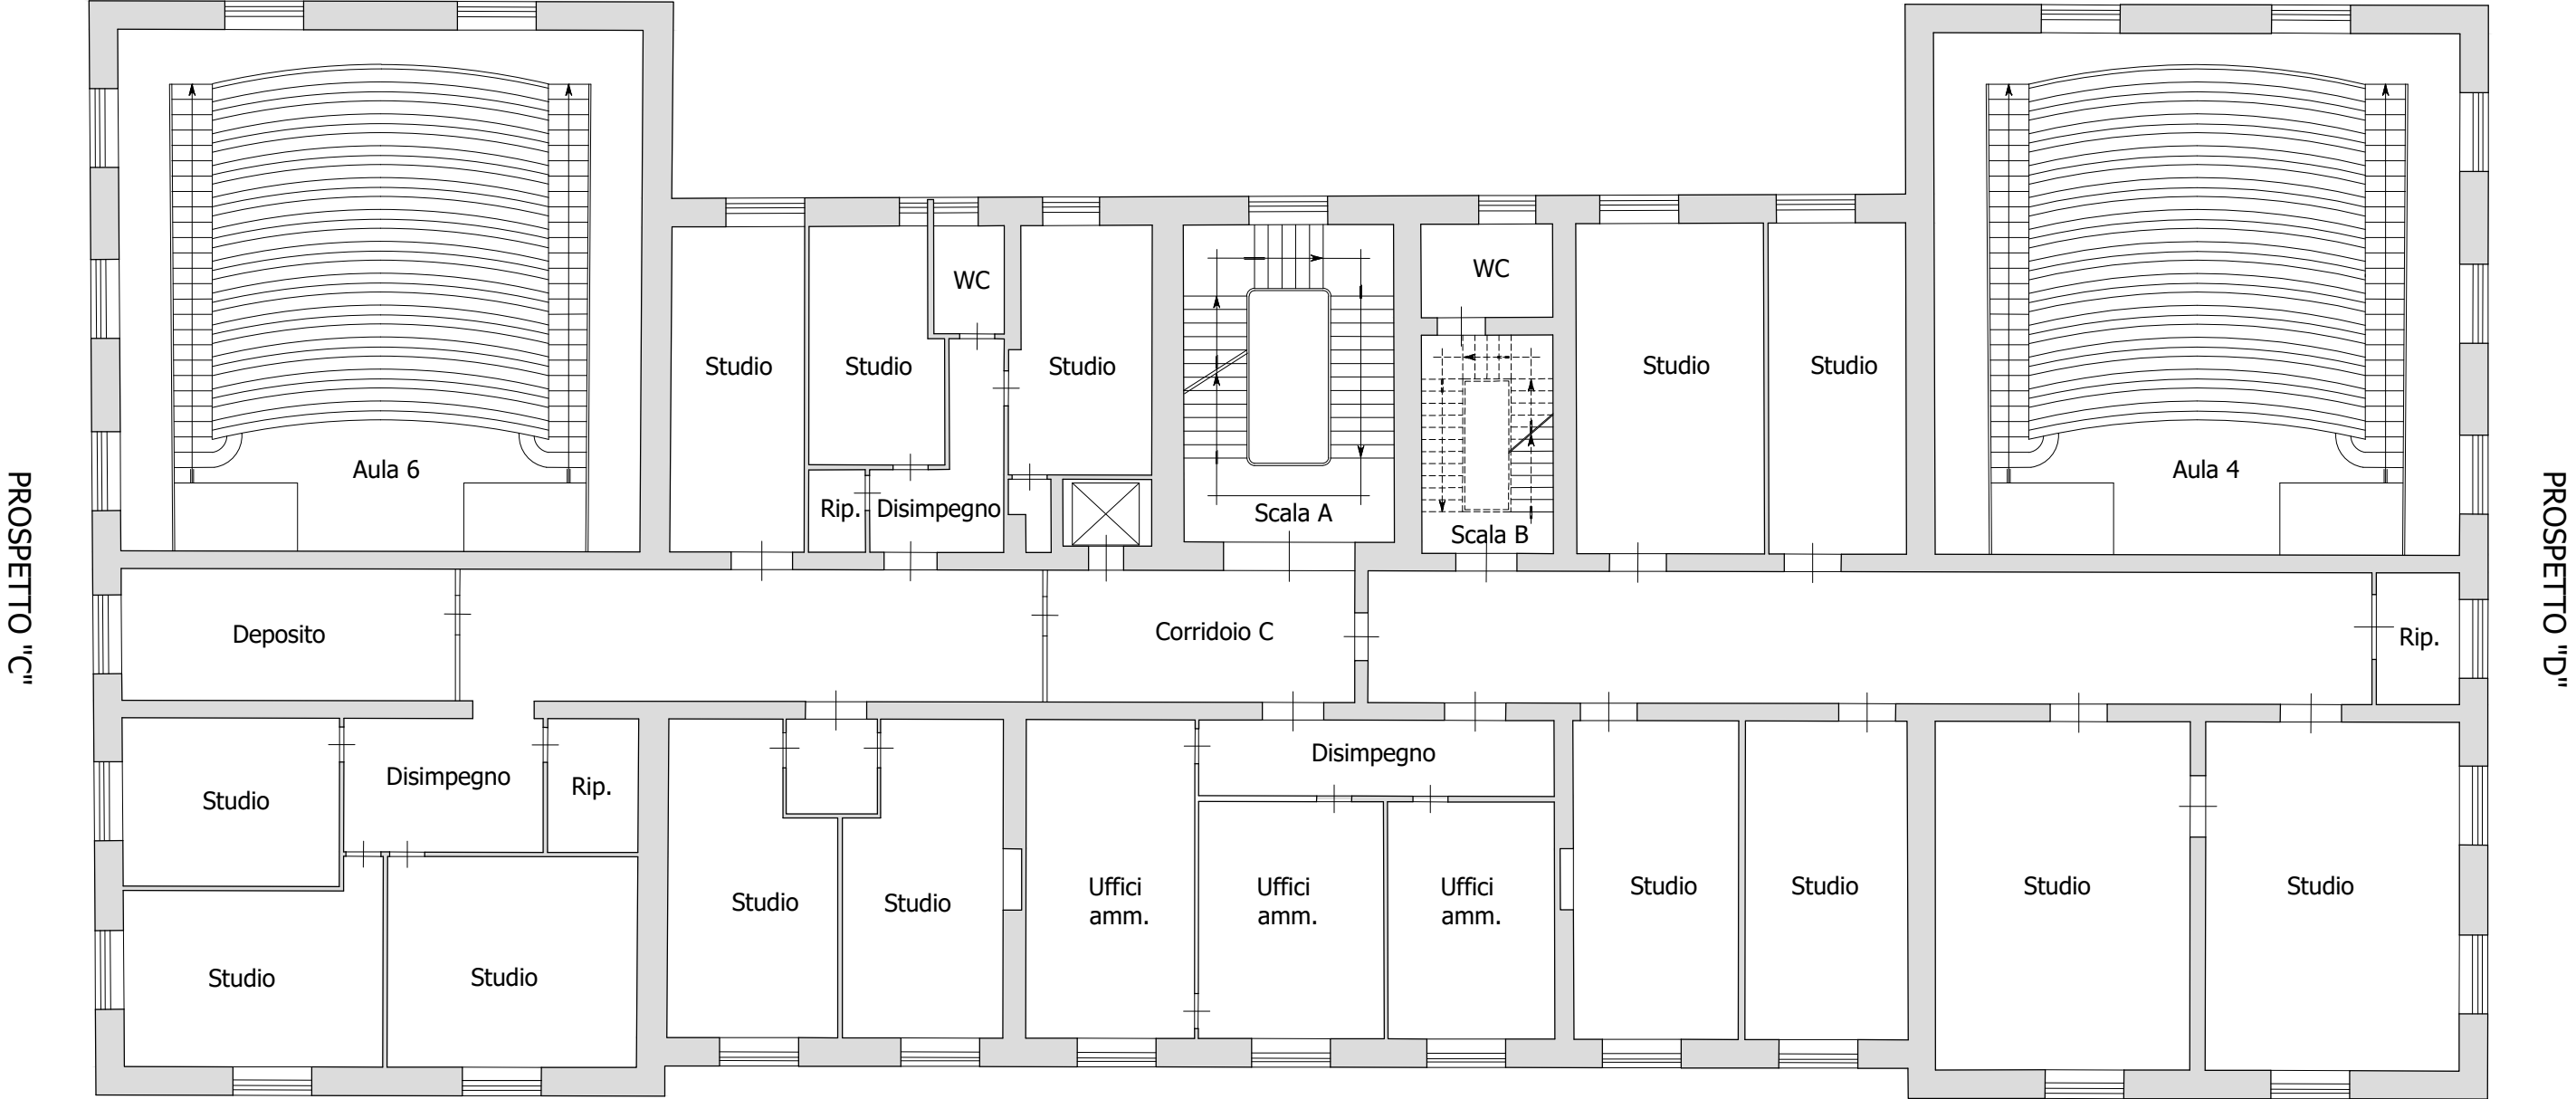 PROSPETTO "C"
PROSPETTO "D"
WC
WC
Studio
Studio
Studio
Studio
Studio
Aula 6
Aula 4
Rip.
Disimpegno
Scala A
Scala B
Deposito
Corridoio C
Rip.
Studio
Disimpegno
Rip.
Disimpegno
Studio
Studio
Uffici
amm.
Uffici
amm.
Uffici
amm.
Studio
Studio
Studio
Studio
Studio
Studio